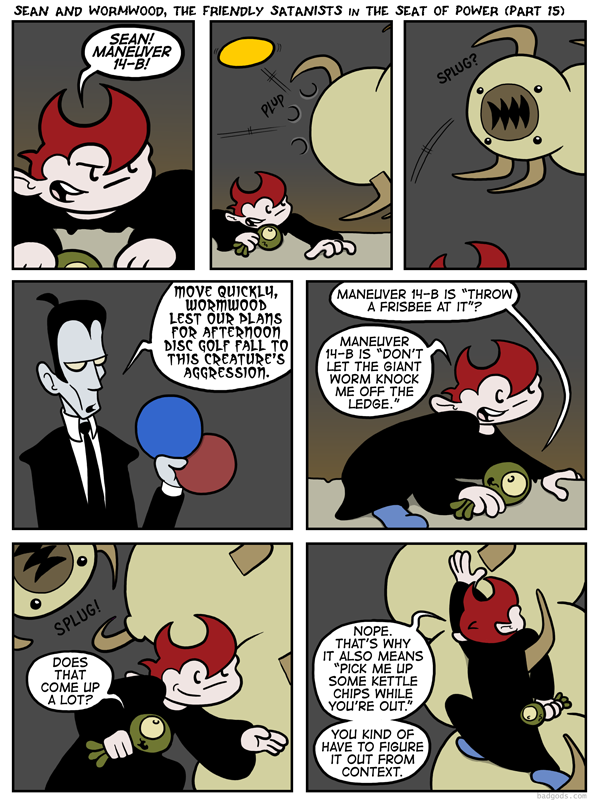 SEAN AND WORMWOOD, THE FRIENDLY SATANISTS IN THE SEAT OF POWER (PART 15)
SEAN!
MANEUVER
14-B!
PLUP
SPLUG?
MOVE QUICKLY,
WORMWOOD
LEST OUR PLANS
FOR AFTERNOON
DISC GOLF FALL TO
THIS CREATURE'S
AGGRESSION.
MANEUVER 14-B IS "THROW
A FRISBEE AT IT"?
MANEUVER
14-B IS "DON'T
LET THE GIANT
WORM KNOCK
ME OFF THE
LEDGE."
SPLUG!
DOES
THAT
COME UP
A LOT?
NOPE.
THAT'S WHY
IT ALSO MEANS
"PICK ME UP
SOME KETTLE
CHIPS WHILE
YOU'RE OUT."
YOU KIND OF
HAVE TO FIGURE
IT OUT FROM
CONTEXT.
badgods.com